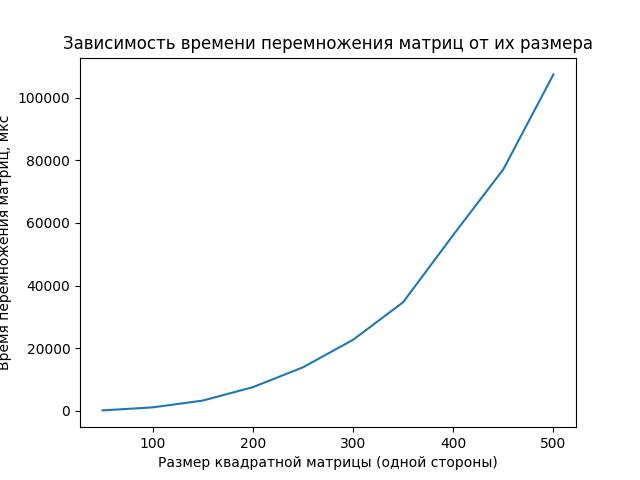 Зависимость времени перемножения матриц от их размера
Время перемножения матриц, мкс
100000
80000
60000
40000
20000
0
100 200 300 400 500
Размер квадратной матрицы (одной стороны)